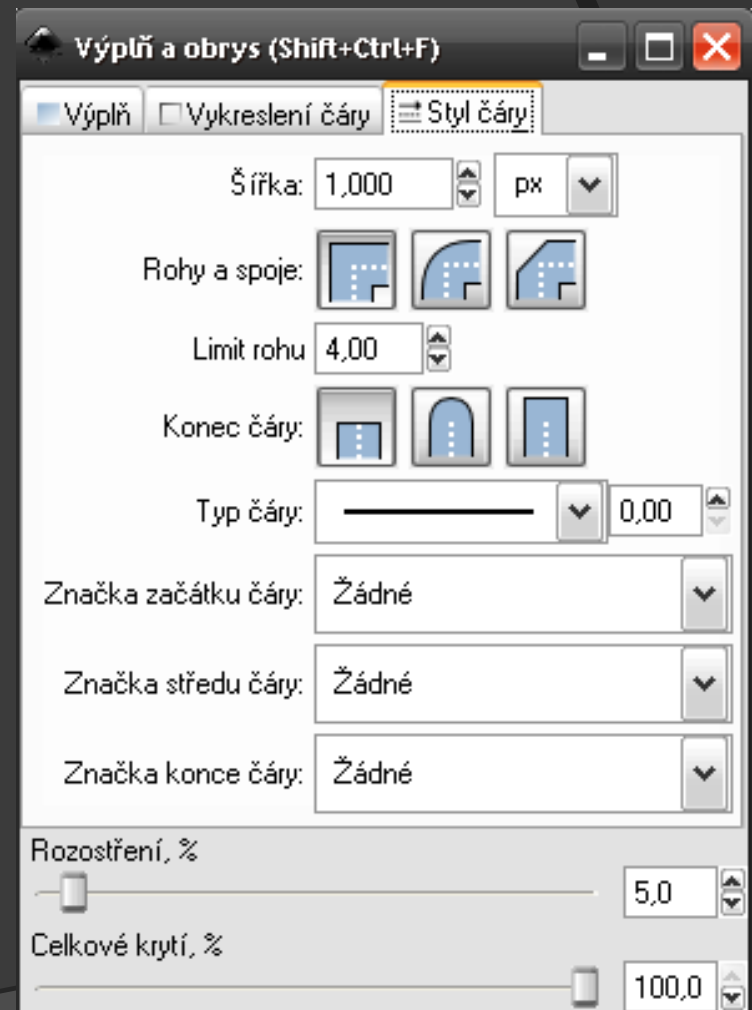 Výplň a obrys (Shift+Ctrl+F)
Výplň Vykreslení čáry Styl čáry
Šířka: 1,000 px
Rohy a spoje:
Limit rohu 4,00
Konec čáry:
Typ čáry: 0,00
Značka začátku čáry: Žádné
Značka středu čáry: Žádné
Značka konce čáry: Žádné
Rozostření, %
5,0
Celkové krytí, %
100,0